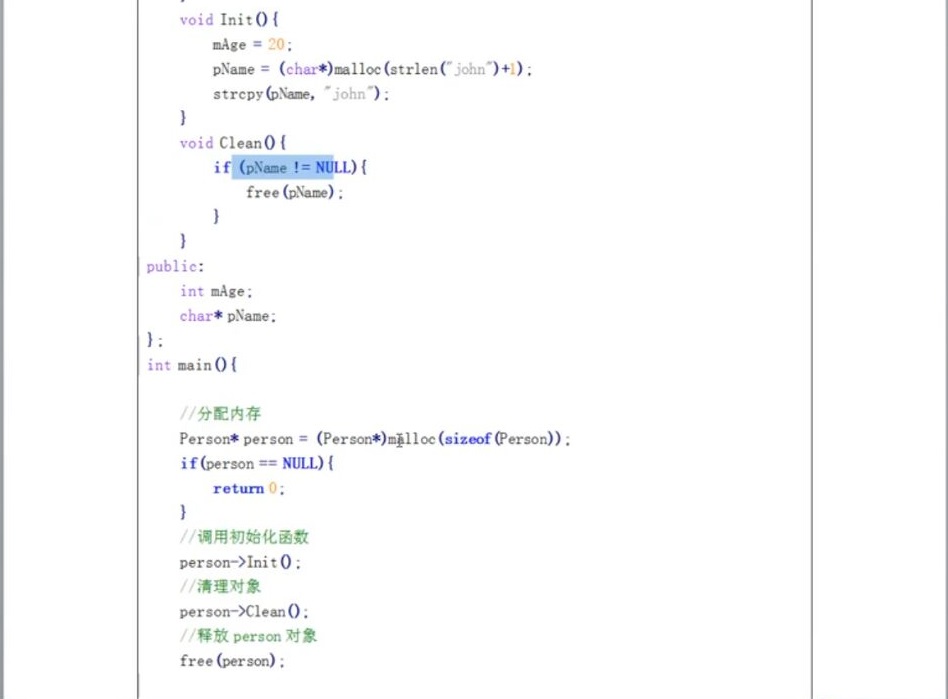 void Init(){
mAge = 20;
pName = (char*)malloc(strlen("john")+1);
strcpy(pName, "john");
}
void Clean(){
if (pName != NULL){
free(pName);
}
}
public:
int mAge;
char* pName;
};
int main(){
//分配内存
Person* person = (Person*)malloc(sizeof(Person));
if(person == NULL){
return 0;
}
//调用初始化函数
person->Init();
//清理对象
person->Clean();
//释放 person 对象
free(person);